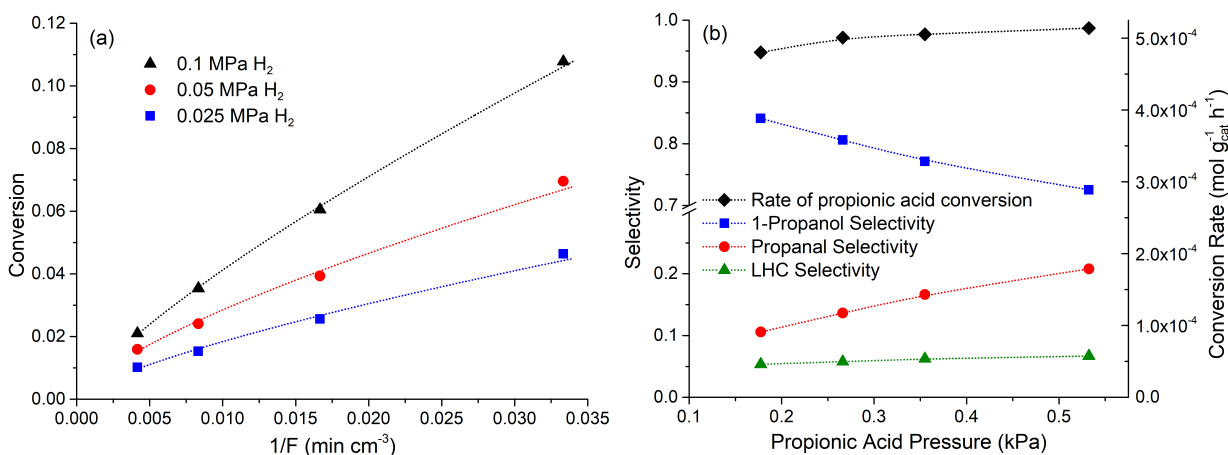 (a)
0.1 MPa H2
0.05 MPa H2
0.025 MPa H2
0.12
0.10
0.08
0.06
0.04
0.02
0.00
Conversion
0.000
0.005
0.010
0.015
0.020
0.025
0.030
0.035
1/F (min cm-3)
(b)
1.0
0.9
0.8
0.7
0.2
0.1
0.0
Selectivity
Rate of propionic acid conversion
1-Propanol Selectivity
Propanal Selectivity
LHC Selectivity
5.0x10-4
4.0x10-4
3.0x10-4
2.0x10-4
1.0x10-4
0.0
Conversion Rate (mol g-1cat h-1)
0.1
0.2
0.3
0.4
0.5
0.6
Propionic Acid Pressure (kPa)